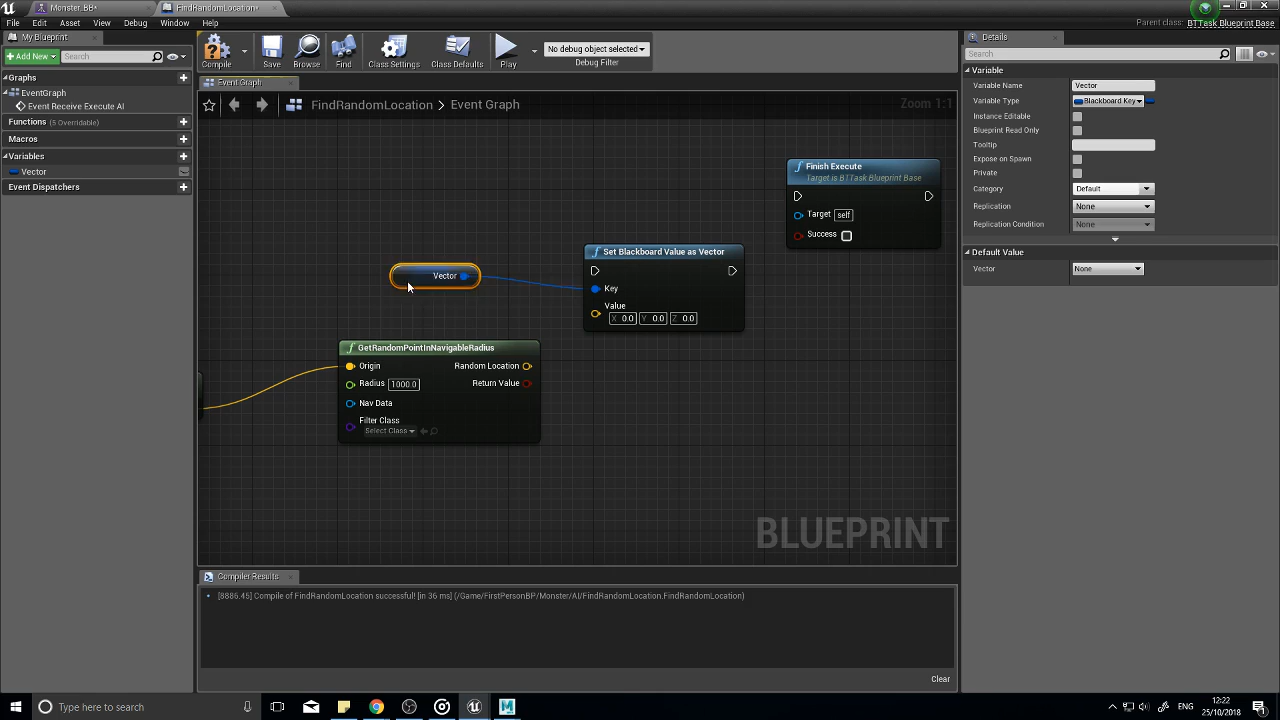 Monster_BB*
FindRandomLocation*
File Edit Asset View Debug Window Help
Parent class: BTTask Blueprint Base
My Blueprint
Add New
Search
Graphs
EventGraph
Event Receive Execute AI
Functions (5 Overridable)
Macros
Variables
Vector
Event Dispatchers
Compile
Save
Browse
Find
Class Settings
Class Defaults
Play
No debug object selected
Debug Filter
Event Graph
FindRandomLocation > Event Graph
Zoom 1:1
Finish Execute
Target is BTTask Blueprint Base
Target self
Success
Vector
Set Blackboard Value as Vector
Key
Value
X 0.0 Y 0.0 Z 0.0
GetRandomPointInNavigableRadius
Origin Random Location
Radius 1000.0 Return Value
Nav Data
Filter Class
Select Class
BLUEPRINT
Compiler Results
[8886.45] Compile of FindRandomLocation successful! [in 36 ms] (/Game/FirstPersonBP/Monster/AI/FindRandomLocation.FindRandomLocation)
Clear
Details
Search
Variable
Variable Name Vector
Variable Type Blackboard Key
Instance Editable
Blueprint Read Only
Tooltip
Expose on Spawn
Private
Category Default
Replication None
Replication Condition None
Default Value
Vector None
Type here to search
ENG
12:22
25/10/2018